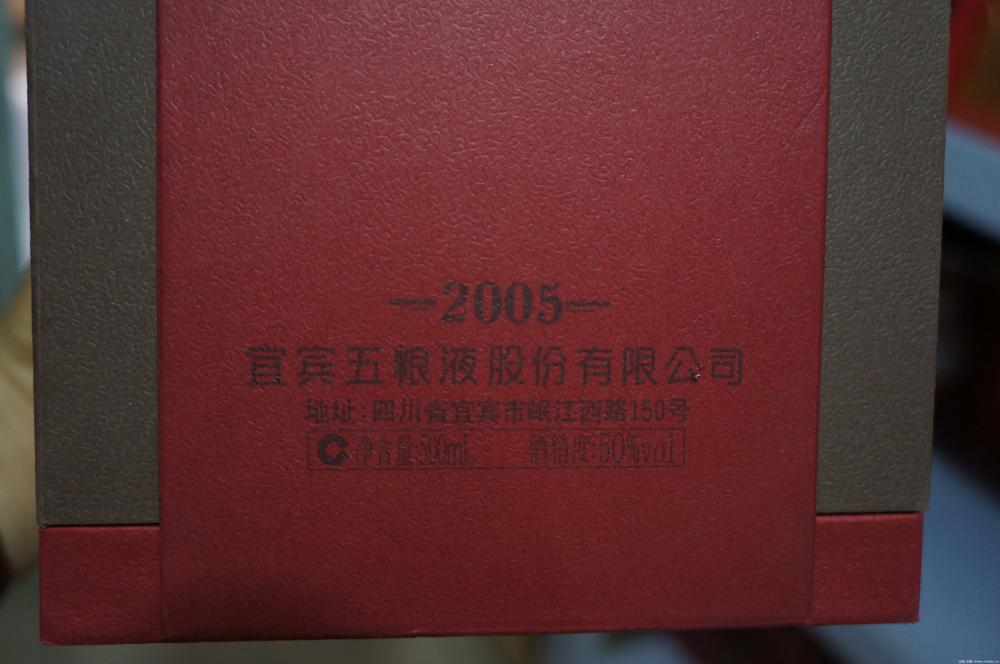 —2005—
宜宾五粮液股份有限公司
地址:四川省宜宾市岷江西路150号
净含量:500mL 酒精度:50%vol